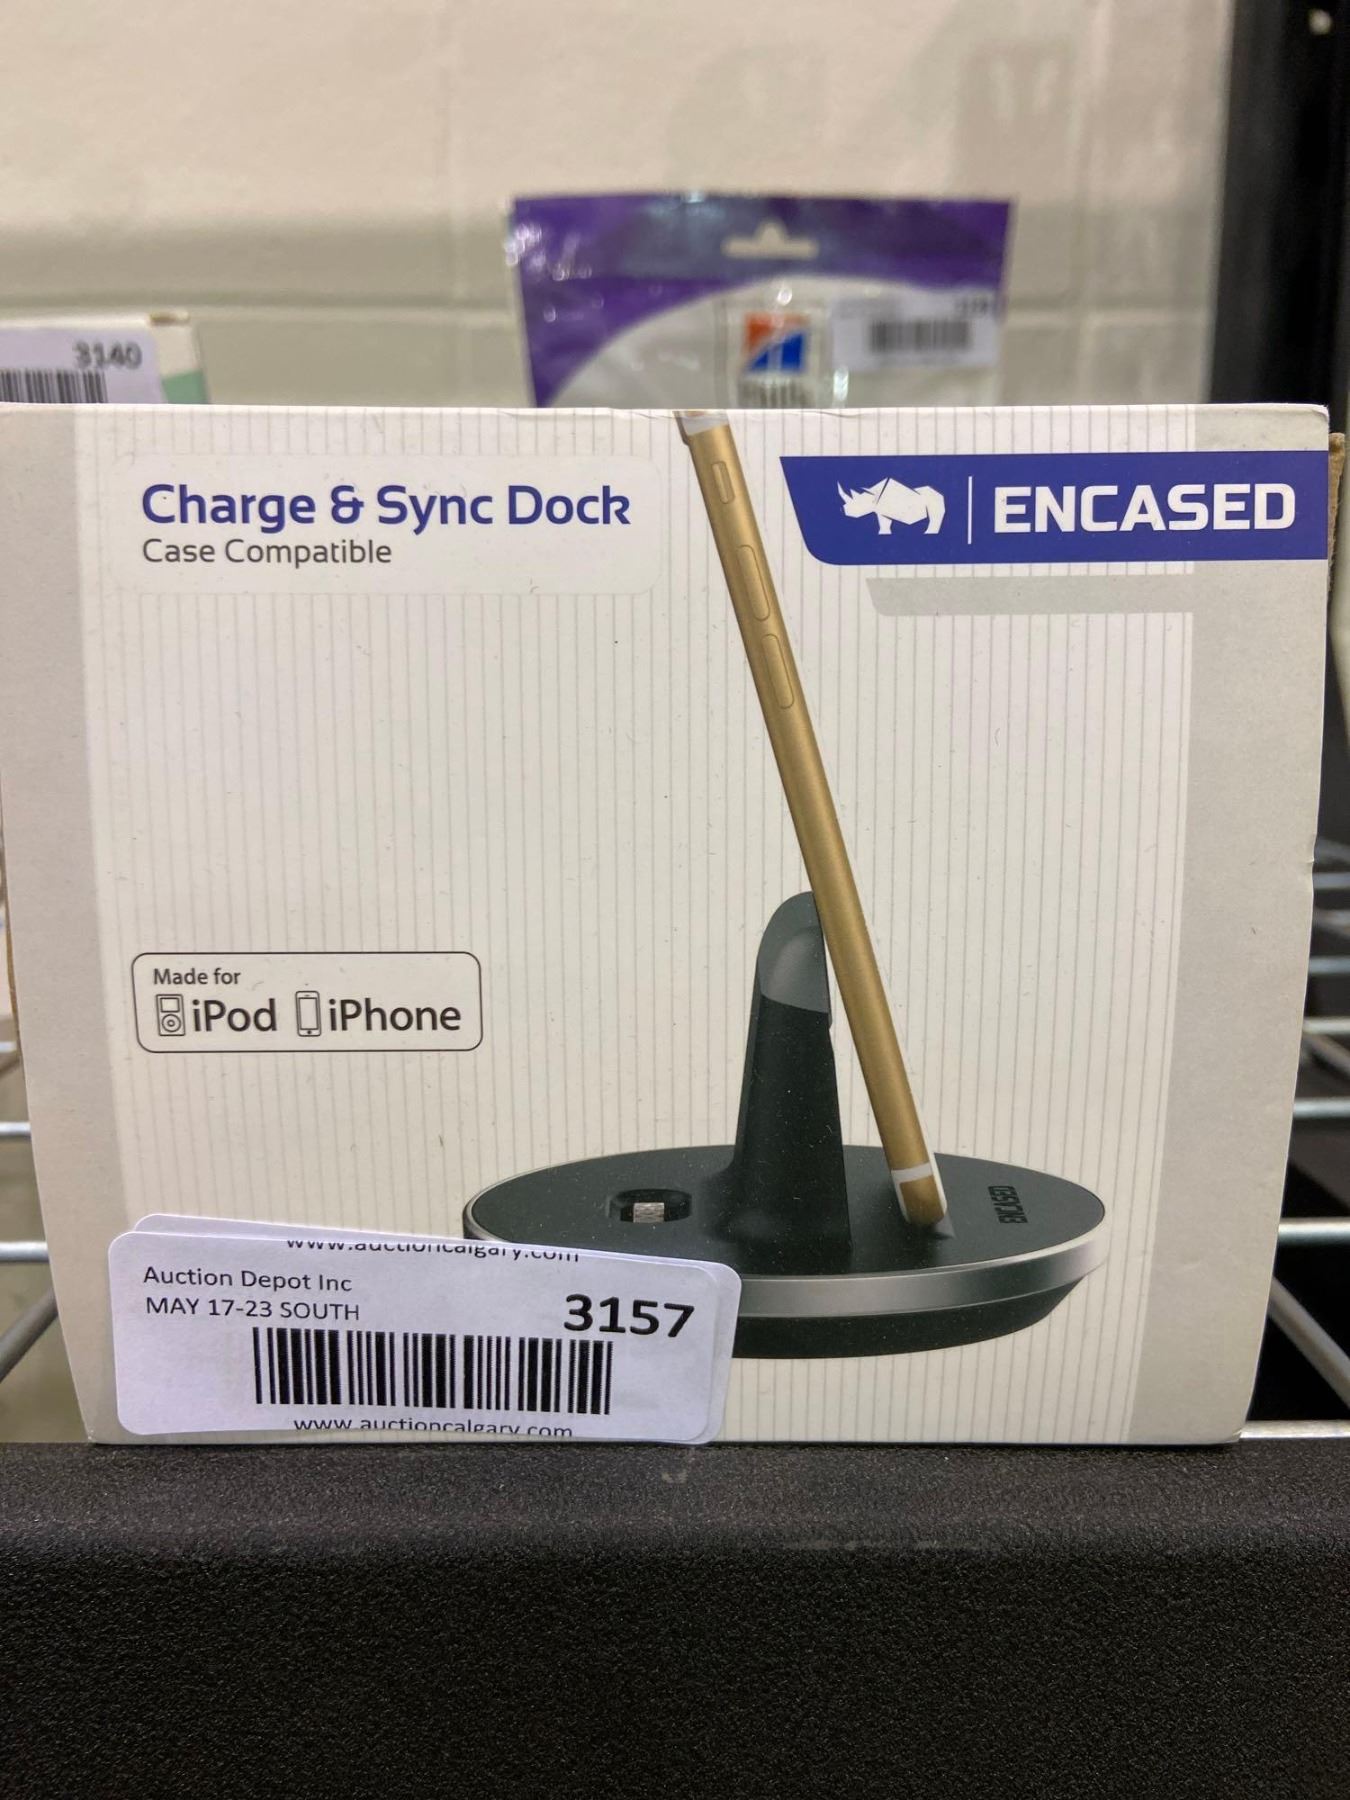 3140
Charge & Sync Dock
Case Compatible
ENCASED
Made for
iPod iPhone
ENCASED
www.auctioncalgary.com
Auction Depot Inc
MAY 17-23 SOUTH
3157
www.auctioncalgary.com